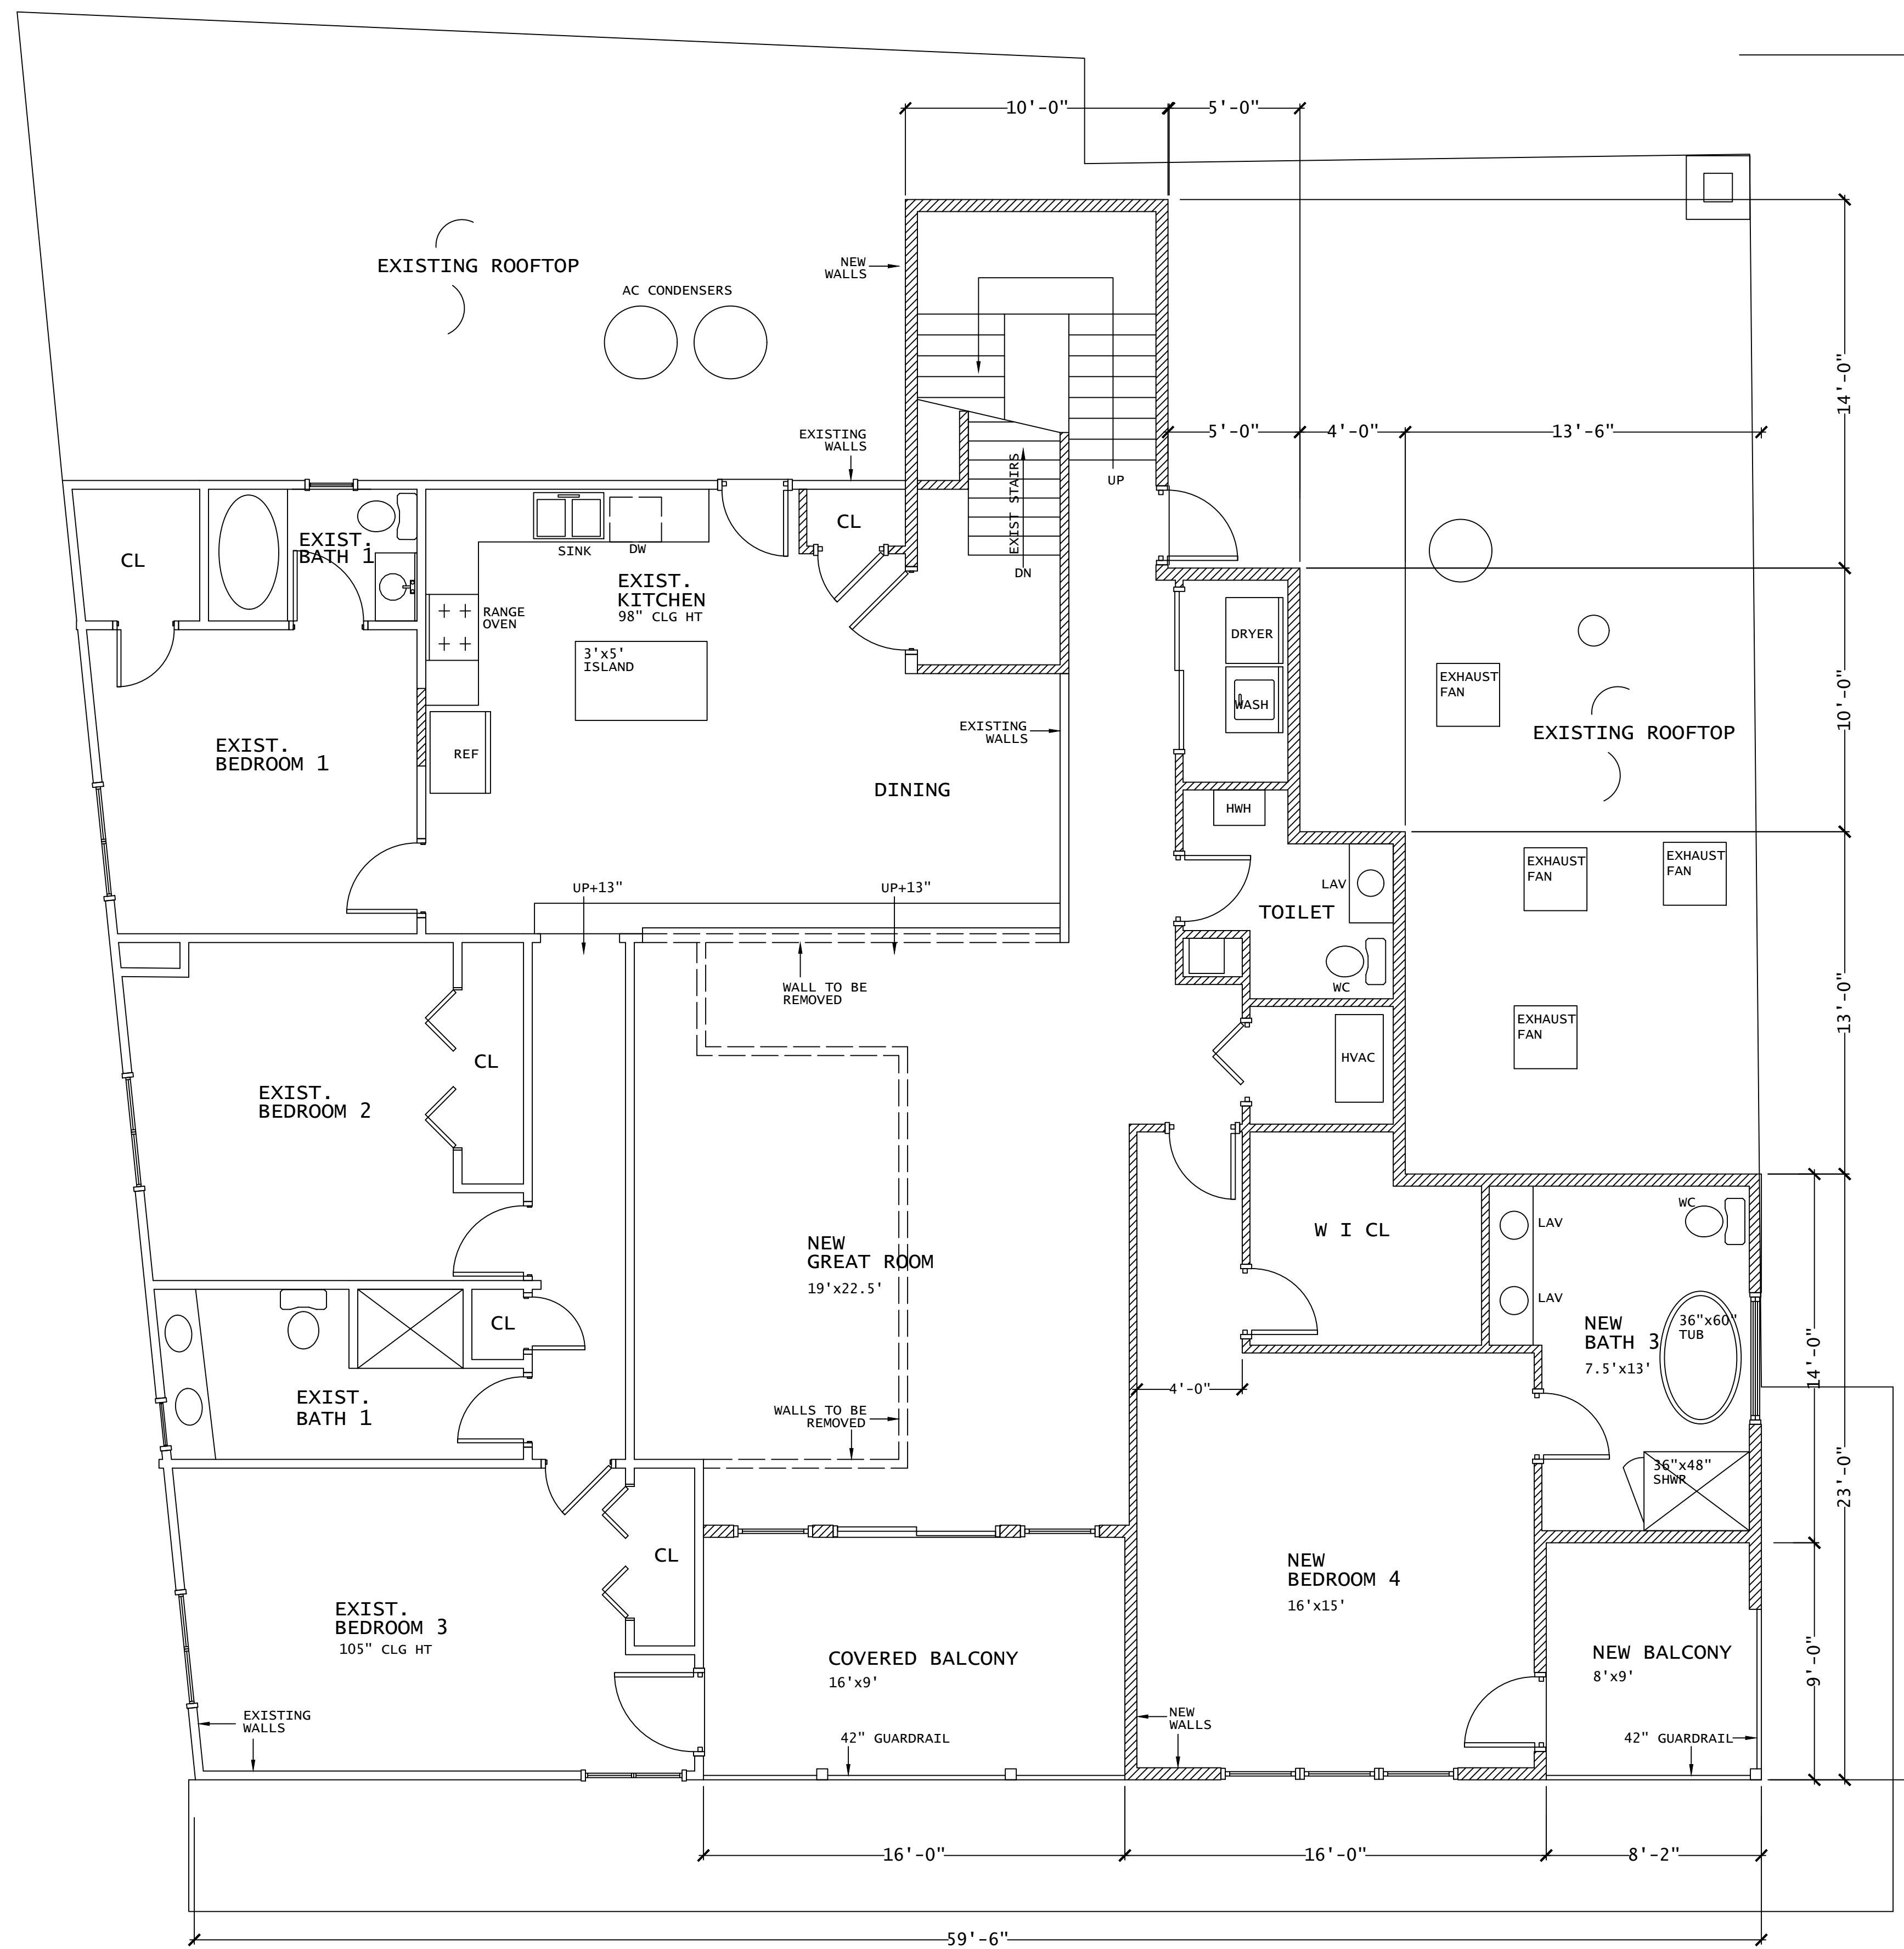 10'-0"
5'-0"
EXISTING ROOFTOP
NEW
WALLS
AC CONDENSERS
14'-0"
EXISTING
WALLS
5'-0"
4'-0"
13'-6"
UP
EXIST STAIRS
DN
CL
EXIST.
BATH 1
SINK
DW
CL
EXIST.
KITCHEN
98" CLG HT
RANGE
OVEN
3'x5'
ISLAND
DRYER
WASH
EXHAUST
FAN
10'-0"
EXISTING ROOFTOP
EXISTING
WALLS
EXIST.
BEDROOM 1
REF
DINING
HWH
UP+13"
UP+13"
LAV
TOILET
EXHAUST
FAN
EXHAUST
FAN
WALL TO BE
REMOVED
WC
13'-0"
EXHAUST
FAN
HVAC
CL
EXIST.
BEDROOM 2
NEW
GREAT ROOM
19'x22.5'
W I CL
LAV
WC
LAV
NEW
BATH 3
7.5'x13'
36"x60"
TUB
14'-0"
CL
EXIST.
BATH 1
4'-0"
WALLS TO BE
REMOVED
36"x48"
SHWR
23'-0"
CL
EXIST.
BEDROOM 3
105" CLG HT
NEW
BEDROOM 4
16'x15'
COVERED BALCONY
16'x9'
NEW BALCONY
8'x9'
9'-0"
EXISTING
WALLS
42" GUARDRAIL
NEW
WALLS
42" GUARDRAIL
16'-0"
16'-0"
8'-2"
59'-6"